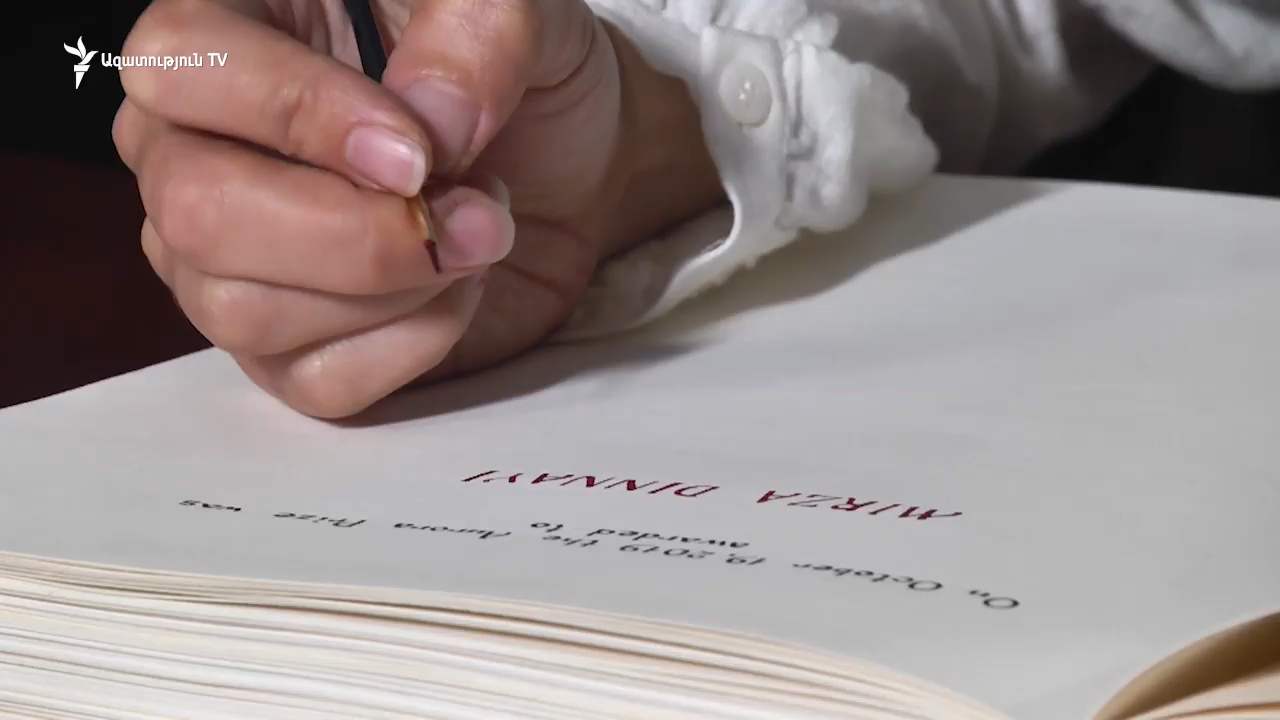 Ազատություն TV
On October 19, 2019 the Aurora Prize was
awarded to
MIRZA DINNAYI